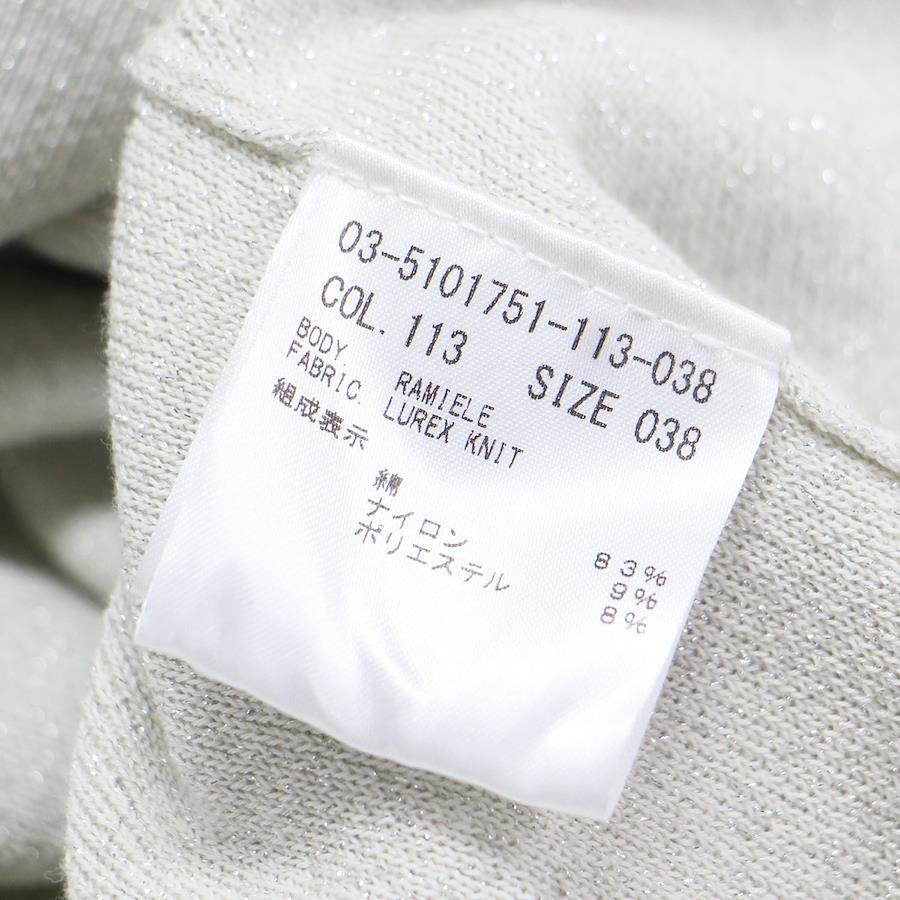 03-5101751-113-038
COL. 113 SIZE 038
BODY RAMIELE
FABRIC. LUREX KNIT
組成表示
綿 83%
ナイロン 9%
ポリエステル 8%